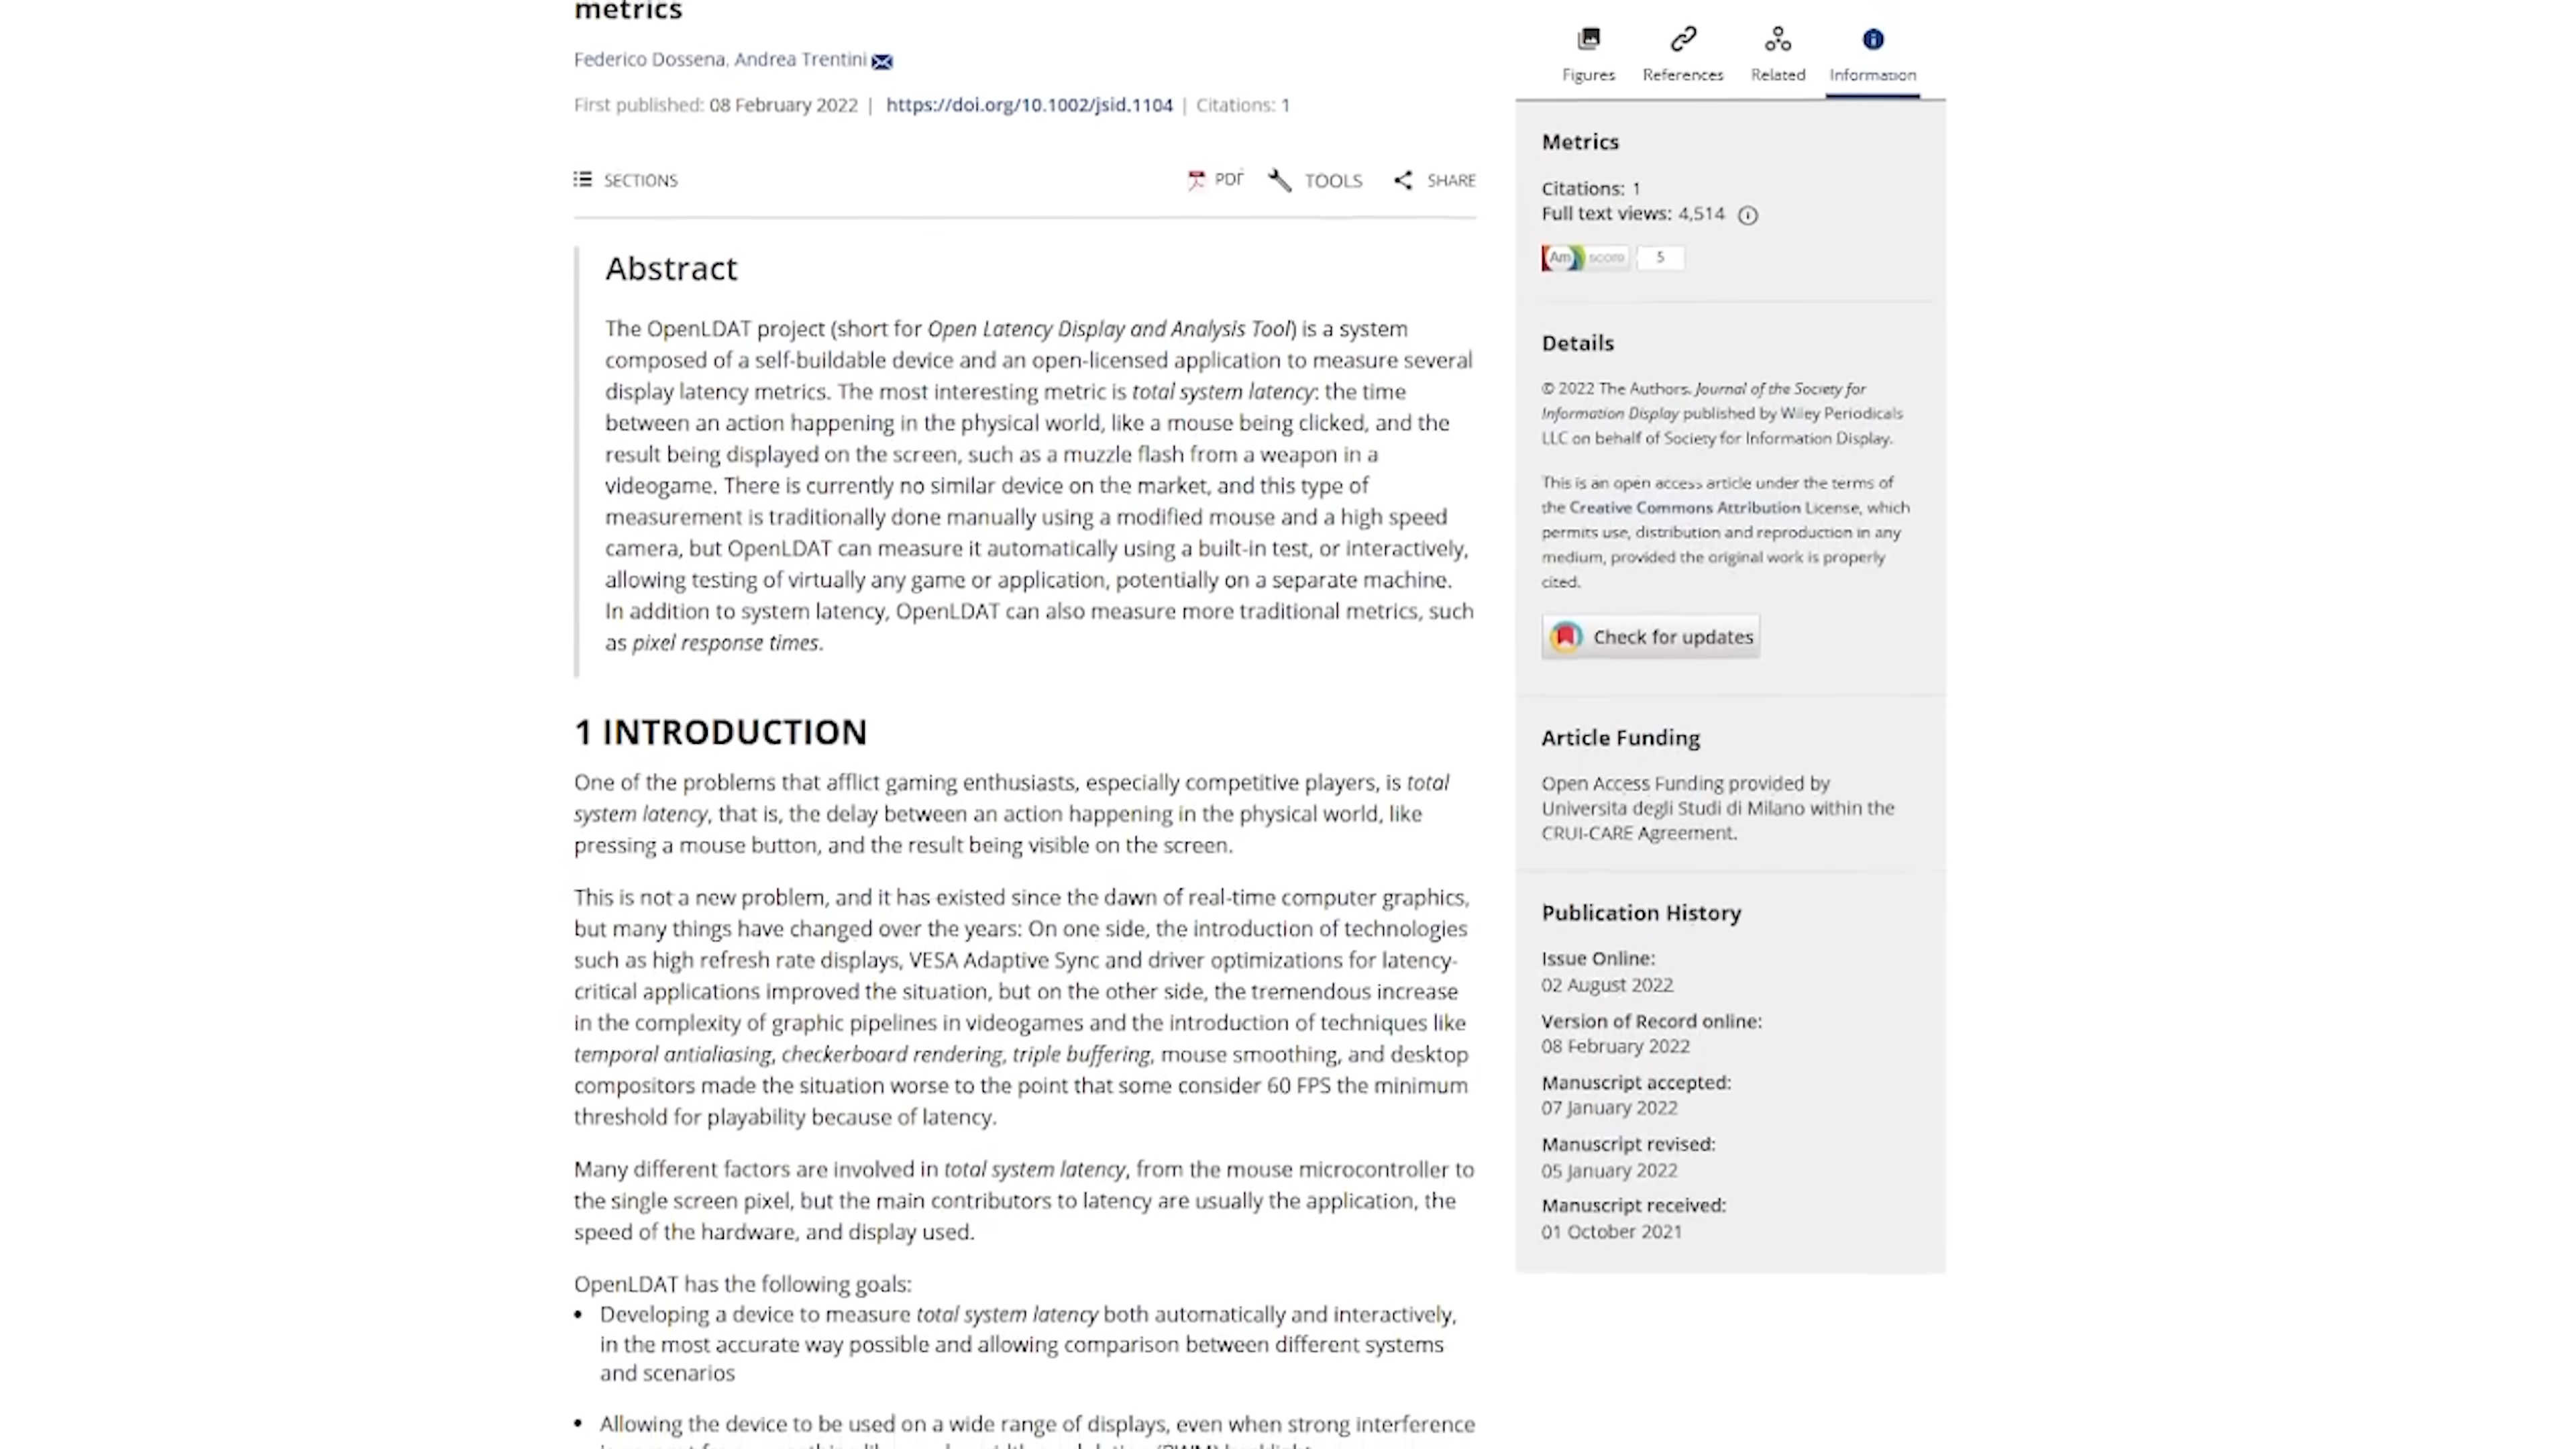 metrics
Federico Dossena, Andrea Trentini
First published: 08 February 2022 | https://doi.org/10.1002/jsid.1104 | Citations: 1
SECTIONS
PDF TOOLS SHARE
Abstract
The OpenLDAT project (short for Open Latency Display and Analysis Tool) is a system
composed of a self-buildable device and an open-licensed application to measure several
display latency metrics. The most interesting metric is total system latency: the time
between an action happening in the physical world, like a mouse being clicked, and the
result being displayed on the screen, such as a muzzle flash from a weapon in a
videogame. There is currently no similar device on the market, and this type of
measurement is traditionally done manually using a modified mouse and a high speed
camera, but OpenLDAT can measure it automatically using a built-in test, or interactively,
allowing testing of virtually any game or application, potentially on a separate machine.
In addition to system latency, OpenLDAT can also measure more traditional metrics, such
as pixel response times.
1 INTRODUCTION
One of the problems that afflict gaming enthusiasts, especially competitive players, is total
system latency, that is, the delay between an action happening in the physical world, like
pressing a mouse button, and the result being visible on the screen.
This is not a new problem, and it has existed since the dawn of real-time computer graphics,
but many things have changed over the years: On one side, the introduction of technologies
such as high refresh rate displays, VESA Adaptive Sync and driver optimizations for latency-
critical applications improved the situation, but on the other side, the tremendous increase
in the complexity of graphic pipelines in videogames and the introduction of techniques like
temporal antialiasing, checkerboard rendering, triple buffering, mouse smoothing, and desktop
compositors made the situation worse to the point that some consider 60 FPS the minimum
threshold for playability because of latency.
Many different factors are involved in total system latency, from the mouse microcontroller to
the single screen pixel, but the main contributors to latency are usually the application, the
speed of the hardware, and display used.
OpenLDAT has the following goals:
• Developing a device to measure total system latency both automatically and interactively,
in the most accurate way possible and allowing comparison between different systems
and scenarios
• Allowing the device to be used on a wide range of displays, even when strong interference
Figures References Related Information
Metrics
Citations: 1
Full text views: 4,514
Am score 5
Details
© 2022 The Authors. Journal of the Society for
Information Display published by Wiley Periodicals
LLC on behalf of Society for Information Display.
This is an open access article under the terms of
the Creative Commons Attribution License, which
permits use, distribution and reproduction in any
medium, provided the original work is properly
cited.
Check for updates
Article Funding
Open Access Funding provided by
Universita degli Studi di Milano within the
CRUI-CARE Agreement.
Publication History
Issue Online:
02 August 2022
Version of Record online:
08 February 2022
Manuscript accepted:
07 January 2022
Manuscript revised:
05 January 2022
Manuscript received:
01 October 2021